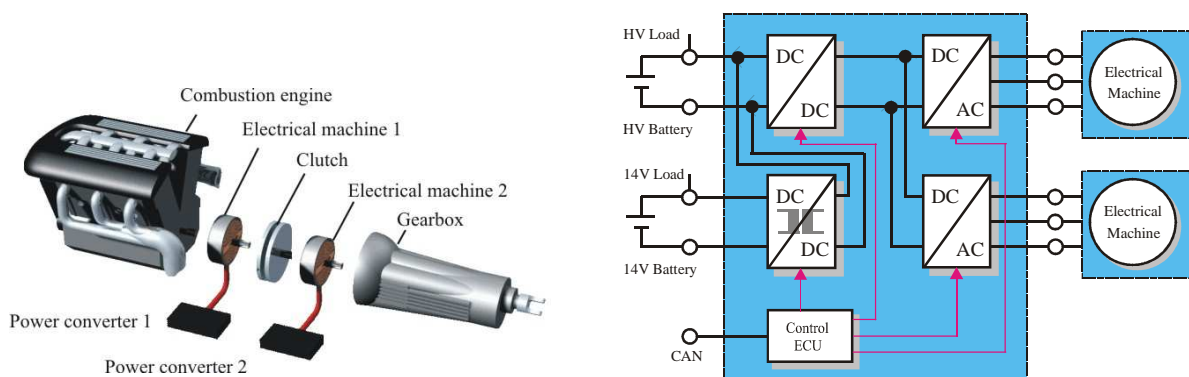 Combustion engine
Electrical machine 1
Clutch
Electrical machine 2
Gearbox
Power converter 1
Power converter 2
HV Load
HV Battery
14V Load
14V Battery
CAN
DC
DC
DC
AC
DC
DC
DC
AC
Control
ECU
Electrical
Machine
Electrical
Machine